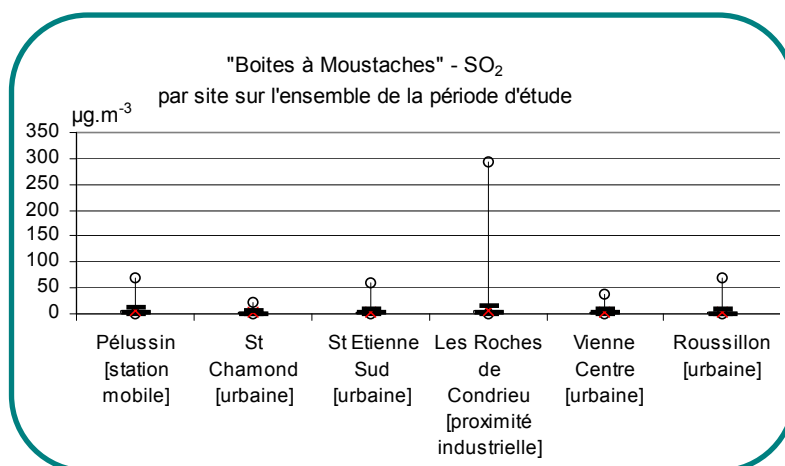 "Boites à Moustaches" - SO₂
par site sur l'ensemble de la période d'étude
µg.m⁻³
350
300
250
200
150
100
50
0
Pélussin
[station
mobile]
St
Chamond
[urbaine]
St Etienne
Sud
[urbaine]
Les Roches
de
Condrieu
[proximité
industrielle]
Vienne
Centre
[urbaine]
Roussillon
[urbaine]